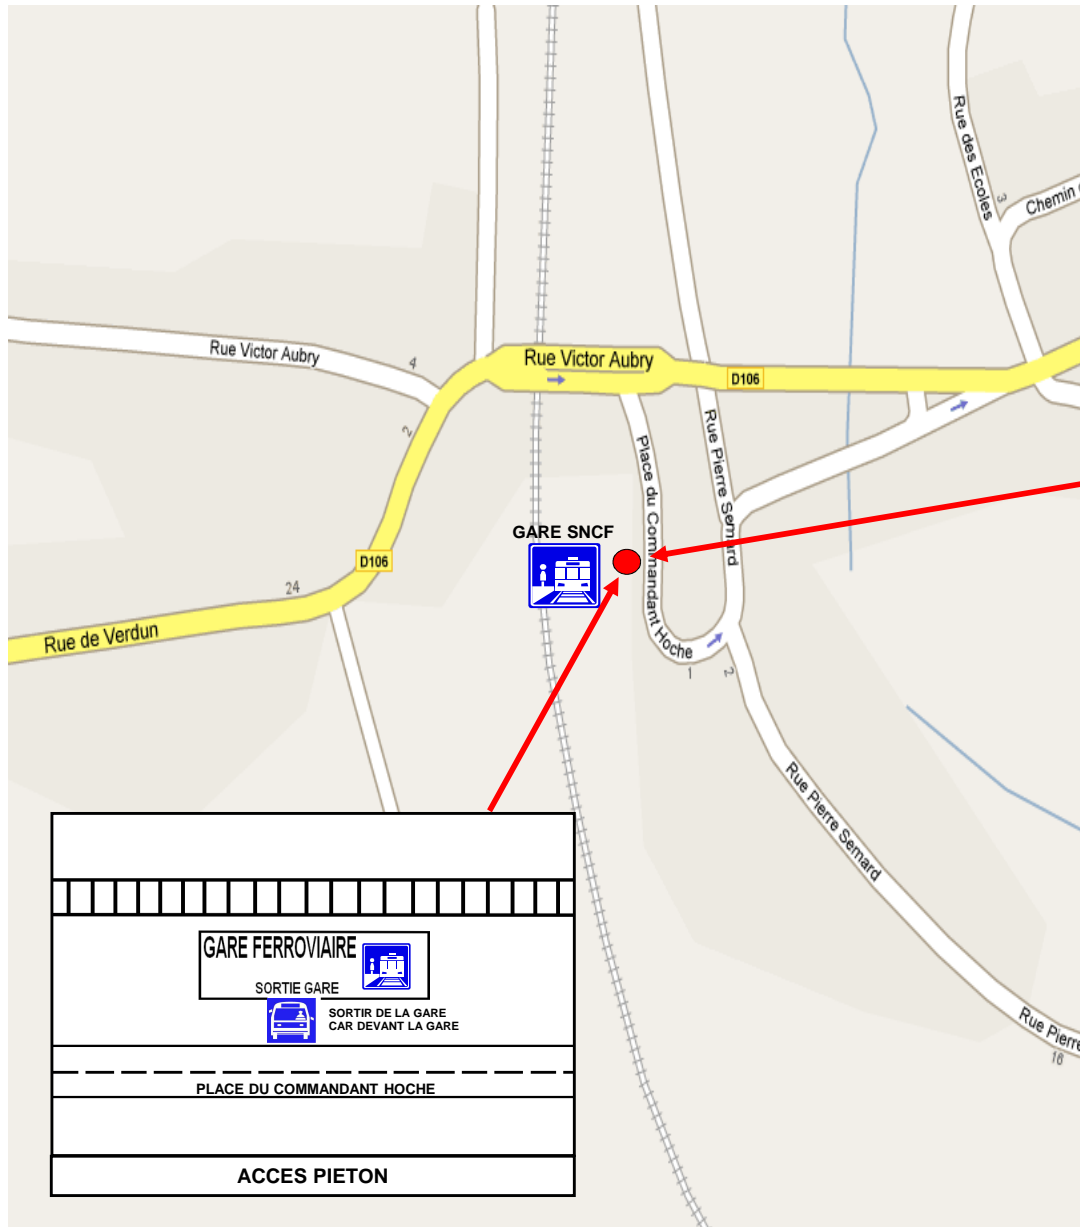 Rue des Ecoles
3
Chemin
Rue Victor Aubry
4
Rue Victor Aubry
D106
2
Place du Commandant Hoche
Rue Pierre Semard
GARE SNCF
D106
24
Rue de Verdun
1
2
Rue Pierre Semard
Rue Pierre
16
GARE FERROVIAIRE
SORTIE GARE
SORTIR DE LA GARE
CAR DEVANT LA GARE
PLACE DU COMMANDANT HOCHE
ACCES PIETON